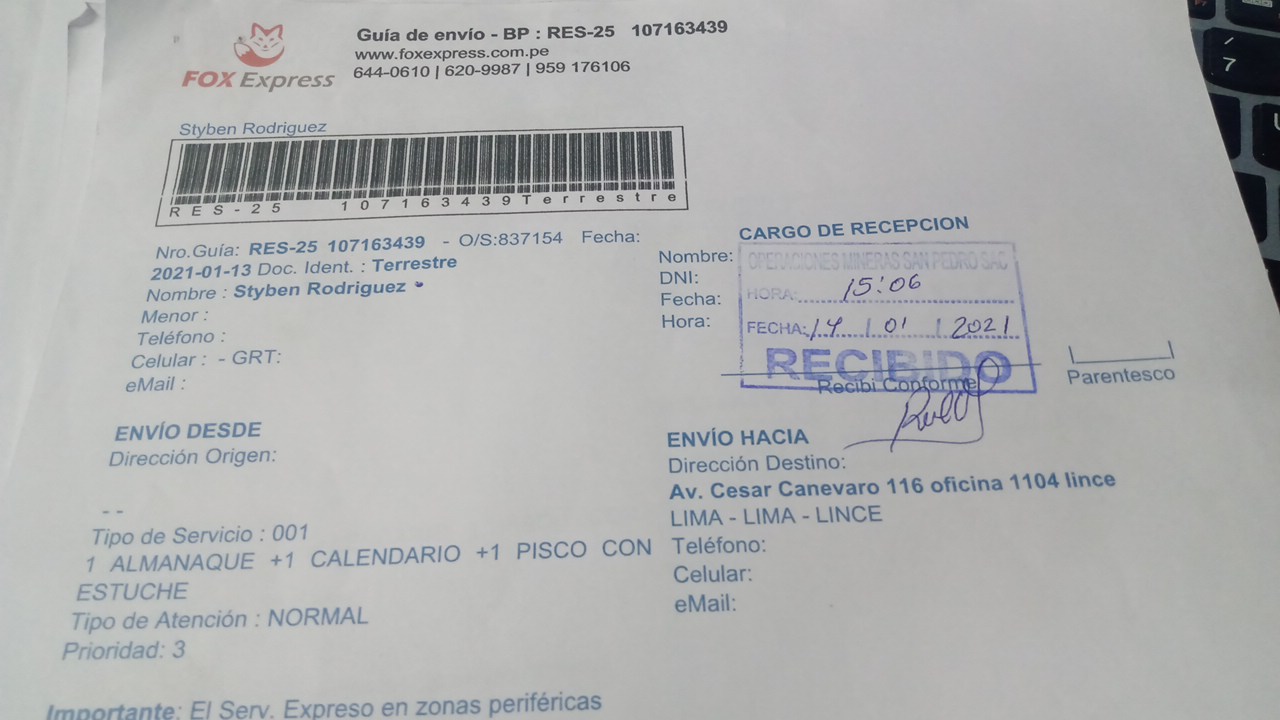 FOX Express
Guía de envío - BP : RES-25 107163439
www.foxexpress.com.pe
644-0610 | 620-9987 | 959 176106
Styben Rodriguez
RES-25 107163439Terrestre
Nro.Guía: RES-25 107163439 - O/S:837154 Fecha:
2021-01-13 Doc. Ident. : Terrestre
Nombre : Styben Rodriguez
Menor :
Teléfono :
Celular : - GRT:
eMail :
CARGO DE RECEPCION
Nombre:
DNI:
Fecha:
Hora:
OPERACIONES MINERAS SAN PEDRO SAC
HORA: 15:06
FECHA: 14 / 01 / 2021
RECIBIDO
Recibi Conforme
Parentesco
ENVÍO DESDE
Dirección Origen:
- -
Tipo de Servicio : 001
1 ALMANAQUE +1 CALENDARIO +1 PISCO CON
ESTUCHE
Tipo de Atención : NORMAL
Prioridad: 3
ENVÍO HACIA
Dirección Destino:
Av. Cesar Canevaro 116 oficina 1104 lince
LIMA - LIMA - LINCE
Teléfono:
Celular:
eMail:
Importante: El Serv. Expreso en zonas periféricas
7